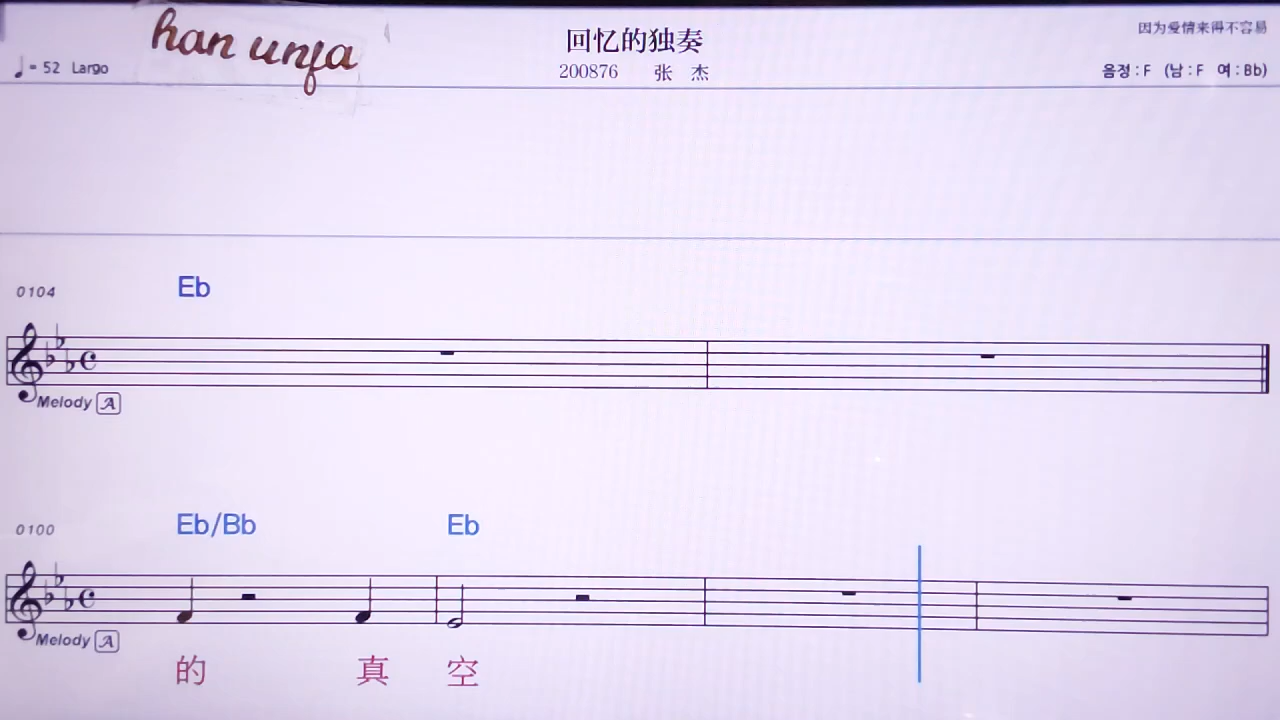 han unfa
回忆的独奏
因为爱情来得不容易
♩= 52 Largo
200876 张 杰
음정 : F (남 : F 여 : Bb)
0104
Eb
Melody A
0100
Eb/Bb Eb
Melody A
的 真 空